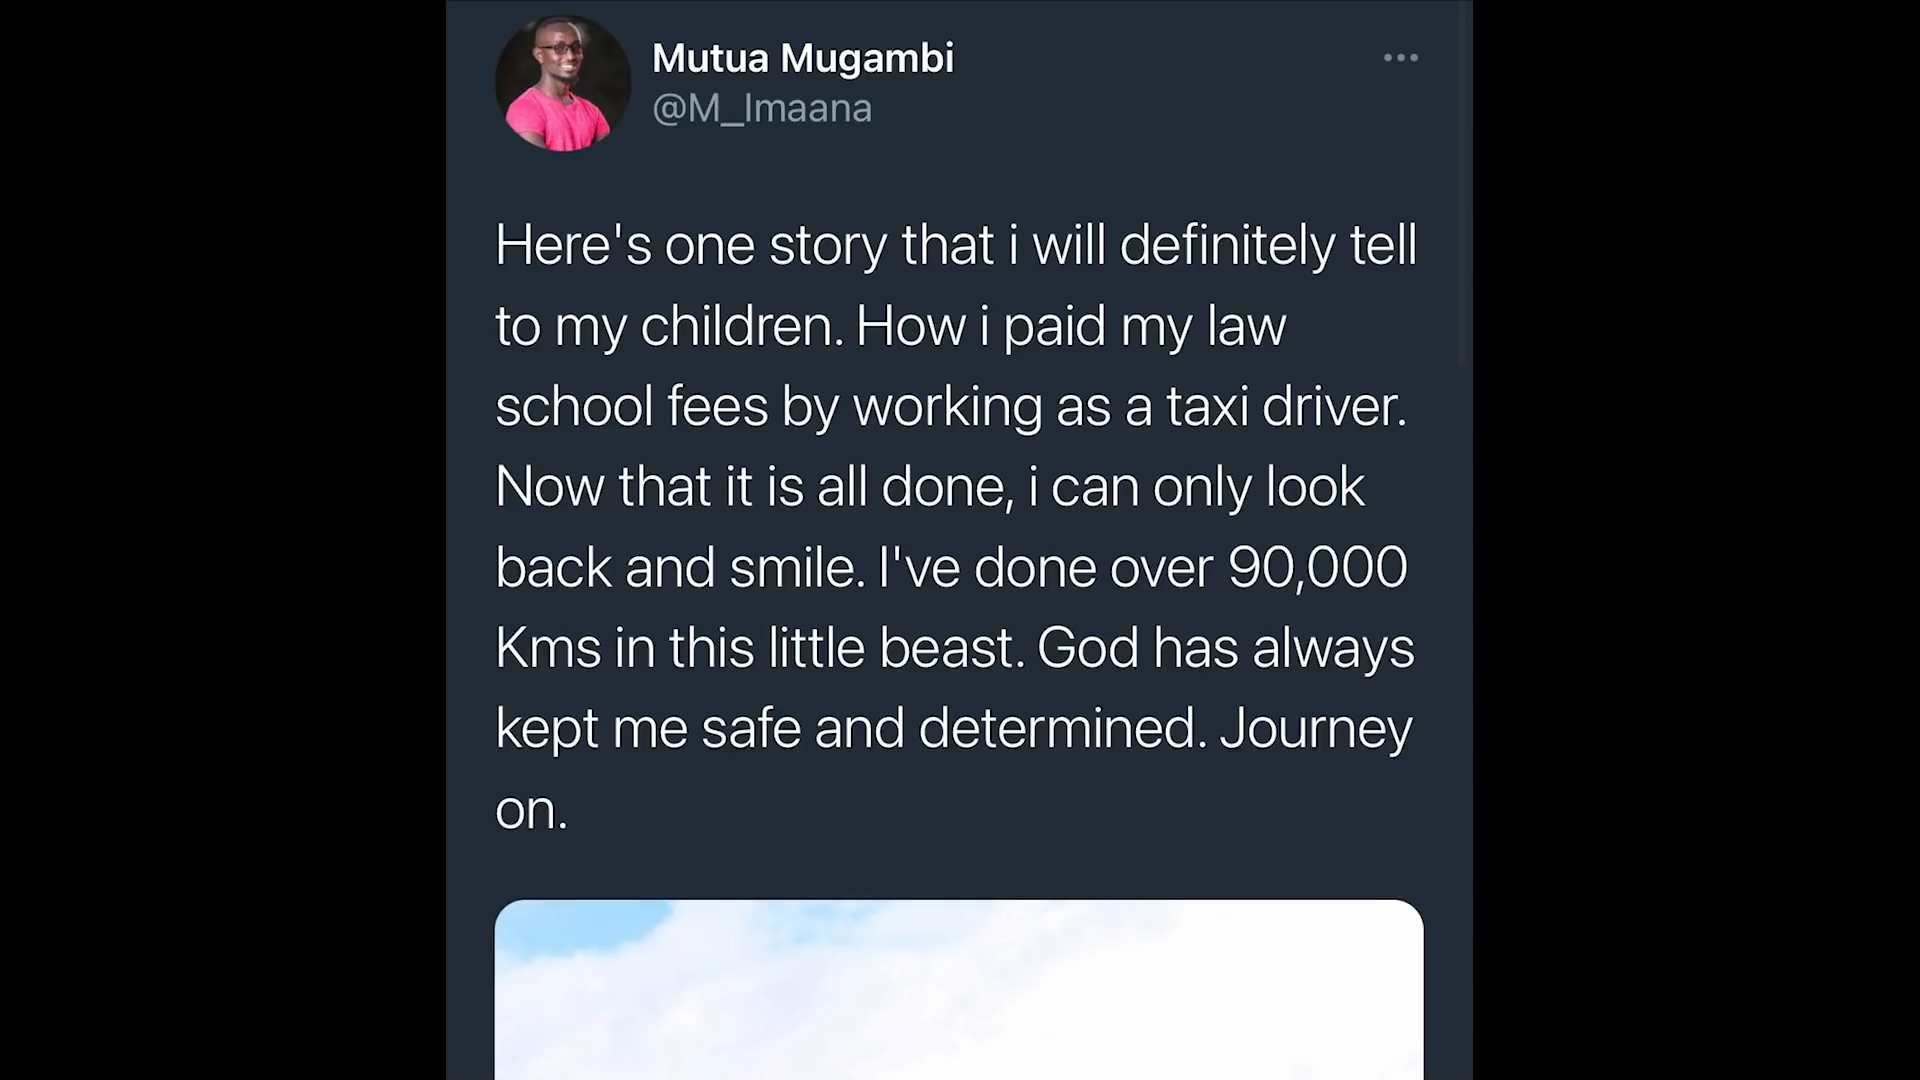 Mutua Mugambi
@M_Imaana
Here's one story that i will definitely tell
to my children. How i paid my law
school fees by working as a taxi driver.
Now that it is all done, i can only look
back and smile. I've done over 90,000
Kms in this little beast. God has always
kept me safe and determined. Journey
on.